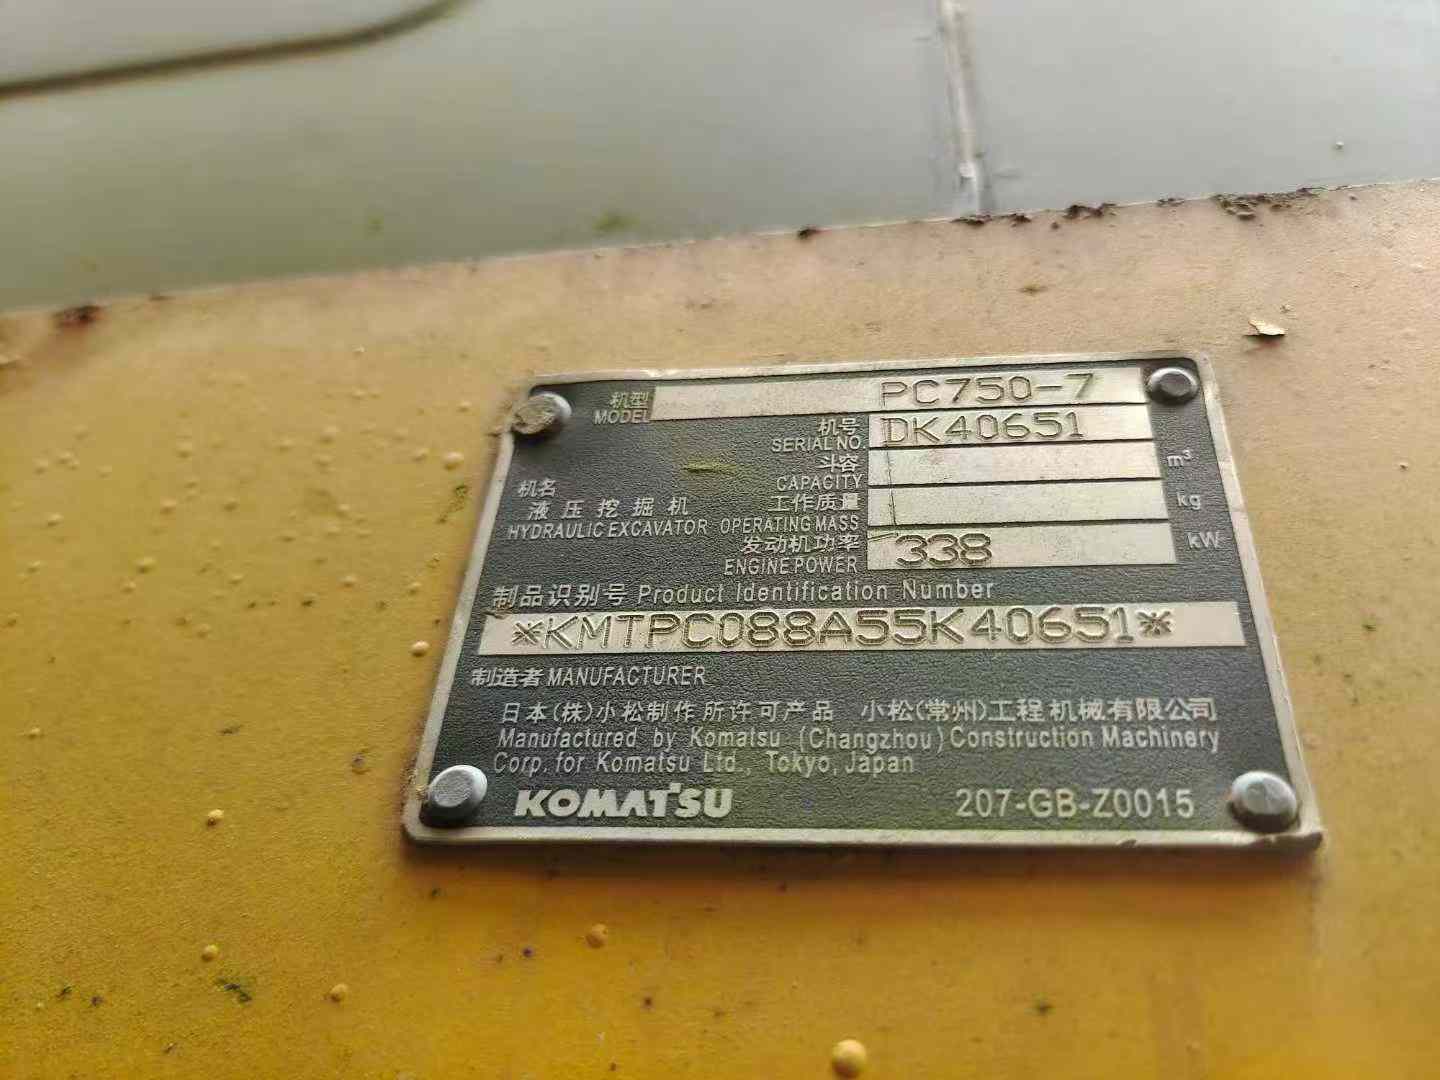 机型 MODEL PC750-7
机号 SERIAL NO. DK40651
斗容 CAPACITY m³
机名 液压挖掘机 HYDRAULIC EXCAVATOR
工作质量 OPERATING MASS kg
发动机功率 ENGINE POWER 338 kW
制品识别号 Product Identification Number
*KMTPC088A55K40651*
制造者 MANUFACTURER
日本(株)小松制作所许可产品 小松(常州)工程机械有限公司
Manufactured by Komatsu (Changzhou) Construction Machinery
Corp. for Komatsu Ltd., Tokyo, Japan
KOMATSU 207-GB-Z0015